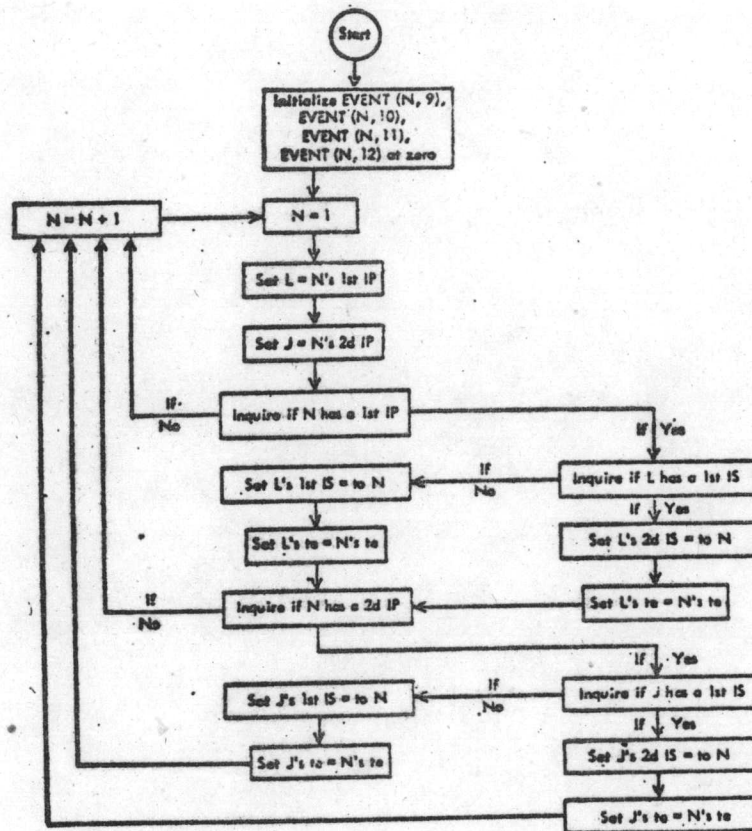 Start
Initialize EVENT (N, 9),
EVENT (N, 10),
EVENT (N, 11),
EVENT (N, 12) at zero
N = N + 1
N = 1
Set L = N's 1st IP
Set J = N's 2d IP
If
No
Inquire if N has a 1st IP
If Yes
Set L's 1st IS = to N
If
No
Inquire if L has a 1st IS
If Yes
Set L's te = N's te
Set L's 2d IS = to N
If
No
Inquire if N has a 2d IP
Set L's te = N's te
If Yes
Set J's 1st IS = to N
If
No
Inquire if J has a 1st IS
If Yes
Set J's te = N's te
Set J's 2d IS = to N
Set J's te = N's te